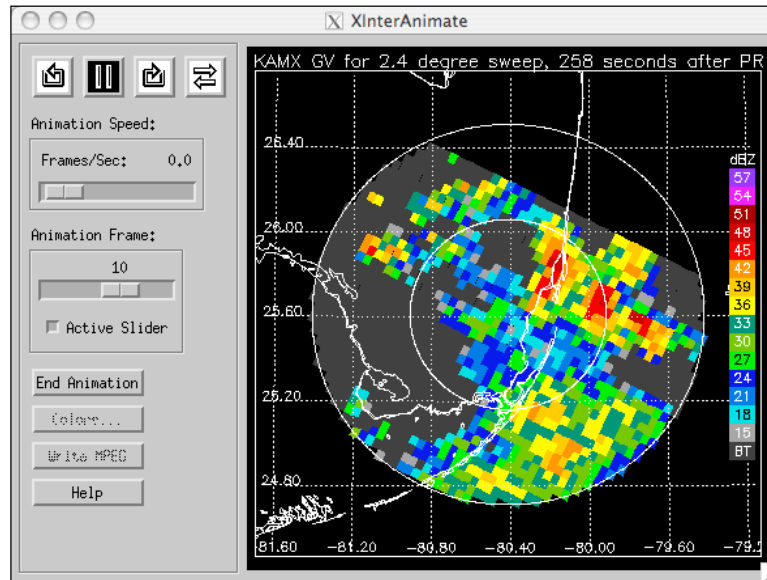 XInterAnimate
Animation Speed:
Frames/Sec: 0.0
Animation Frame:
10
Active Slider
End Animation
Colors...
Write MPEG
Help
KAMX GV for 2.4 degree sweep, 258 seconds after PR
26.40
26.00
25.60
25.20
24.80
-81.60 -81.20 -80.80 -80.40 -80.00 -79.60 -79.2
dBZ
57
54
51
48
45
42
39
36
33
30
27
24
21
18
15
BT